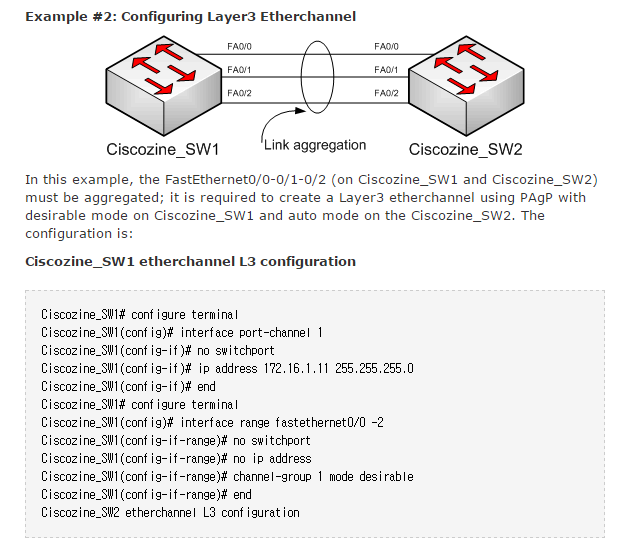 Example #2: Configuring Layer3 Etherchannel
FA0/0 FA0/0
FA0/1 FA0/1
FA0/2 FA0/2
Ciscozine_SW1 Link aggregation Ciscozine_SW2
In this example, the FastEthernet0/0-0/1-0/2 (on Ciscozine_SW1 and Ciscozine_SW2)
must be aggregated; it is required to create a Layer3 etherchannel using PAgP with
desirable mode on Ciscozine_SW1 and auto mode on the Ciscozine_SW2. The
configuration is:
Ciscozine_SW1 etherchannel L3 configuration
Ciscozine_SW1# configure terminal
Ciscozine_SW1(config)# interface port-channel 1
Ciscozine_SW1(config-if)# no switchport
Ciscozine_SW1(config-if)# ip address 172.16.1.11 255.255.255.0
Ciscozine_SW1(config-if)# end
Ciscozine_SW1# configure terminal
Ciscozine_SW1(config)# interface range fastethernet0/0 -2
Ciscozine_SW1(config-if-range)# no switchport
Ciscozine_SW1(config-if-range)# no ip address
Ciscozine_SW1(config-if-range)# channel-group 1 mode desirable
Ciscozine_SW1(config-if-range)# end
Ciscozine_SW2 etherchannel L3 configuration